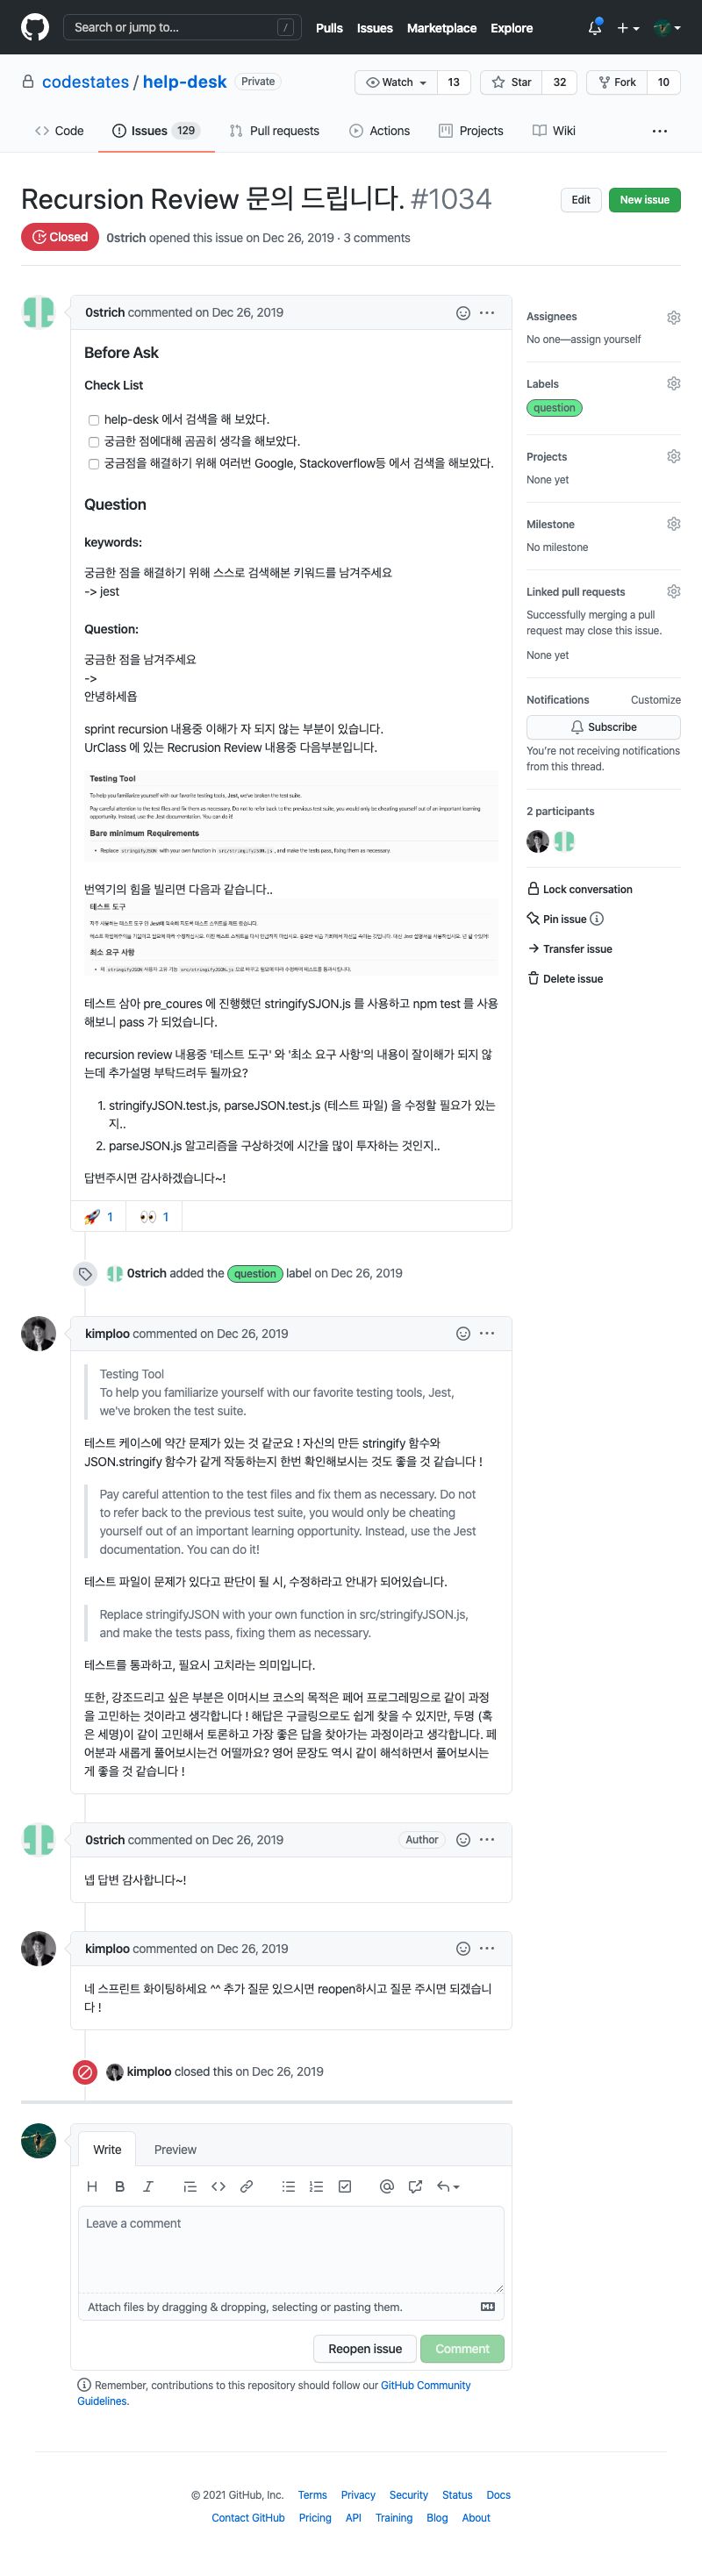 Search or jump to...
/
Pulls Issues Marketplace Explore
codestates / help-desk Private
Watch 13
Star 32
Fork 10
Code
Issues 129
Pull requests
Actions
Projects
Wiki
Recursion Review 문의 드립니다. #1034
Edit
New issue
Closed
0strich opened this issue on Dec 26, 2019 · 3 comments
0strich commented on Dec 26, 2019
Before Ask
Check List
help-desk 에서 검색을 해 보았다.
궁금한 점에대해 곰곰히 생각을 해보았다.
궁금점을 해결하기 위해 여러번 Google, Stackoverflow등 에서 검색을 해보았다.
Question
keywords:
궁금한 점을 해결하기 위해 스스로 검색해본 키워드를 남겨주세요
-> jest
Question:
궁금한 점을 남겨주세요
->
안녕하세욥
sprint recursion 내용중 이해가 자 되지 않는 부분이 있습니다.
UrClass 에 있는 Recrusion Review 내용중 다음부분입니다.
Testing Tool
To help you familiarize yourself with our favorite testing tools, Jest, we've broken the test suite.
Pay careful attention to the test files and fix them as necessary. Do not to refer back to the previous test suite, you would only be cheating yourself out of an important learning
opportunity. Instead, use the Jest documentation. You can do it!
Bare minimum Requirements
Replace stringifyJSON with your own function in src/stringifyJSON.js, and make the tests pass, fixing them as necessary.
번역기의 힘을 빌리면 다음과 같습니다..
테스트 도구
최소 요구 사항
테스트 삼아 pre_coures 에 진행했던 stringifySJON.js 를 사용하고 npm test 를 사용
해보니 pass 가 되었습니다.
recursion review 내용중 '테스트 도구' 와 '최소 요구 사항'의 내용이 잘이해가 되지 않
는데 추가설명 부탁드려두 될까요?
1. stringifyJSON.test.js, parseJSON.test.js (테스트 파일) 을 수정할 필요가 있는
지..
2. parseJSON.js 알고리즘을 구상하것에 시간을 많이 투자하는 것인지..
답변주시면 감사하겠습니다~!
🚀 1 👀 1
0strich added the question label on Dec 26, 2019
kimploo commented on Dec 26, 2019
Testing Tool
To help you familiarize yourself with our favorite testing tools, Jest,
we've broken the test suite.
테스트 케이스에 약간 문제가 있는 것 같군요 ! 자신의 만든 stringify 함수와
JSON.stringify 함수가 같게 작동하는지 한번 확인해보시는 것도 좋을 것 같습니다 !
Pay careful attention to the test files and fix them as necessary. Do not
to refer back to the previous test suite, you would only be cheating
yourself out of an important learning opportunity. Instead, use the Jest
documentation. You can do it!
테스트 파일이 문제가 있다고 판단이 될 시, 수정하라고 안내가 되어있습니다.
Replace stringifyJSON with your own function in src/stringifyJSON.js,
and make the tests pass, fixing them as necessary.
테스트를 통과하고, 필요시 고치라는 의미입니다.
또한, 강조드리고 싶은 부분은 이머시브 코스의 목적은 페어 프로그레밍으로 같이 과정
을 고민하는 것이라고 생각합니다 ! 해답은 구글링으로도 쉽게 찾을 수 있지만, 두명 (혹
은 세명)이 같이 고민해서 토론하고 가장 좋은 답을 찾아가는 과정이라고 생각합니다. 페
어분과 새롭게 풀어보시는건 어떨까요? 영어 문장도 역시 같이 해석하면서 풀어보시는
게 좋을 것 같습니다 !
0strich commented on Dec 26, 2019 Author
넵 답변 감사합니다~!
kimploo commented on Dec 26, 2019
네 스프린트 화이팅하세요 ^^ 추가 질문 있으시면 reopen하시고 질문 주시면 되겠습니
다 !
kimploo closed this on Dec 26, 2019
Write Preview
Leave a comment
Attach files by dragging & dropping, selecting or pasting them.
Reopen issue
Comment
Remember, contributions to this repository should follow our GitHub Community
Guidelines.
Assignees
No one—assign yourself
Labels
question
Projects
None yet
Milestone
No milestone
Linked pull requests
Successfully merging a pull
request may close this issue.
None yet
Notifications Customize
Subscribe
You're not receiving notifications
from this thread.
2 participants
Lock conversation
Pin issue
Transfer issue
Delete issue
© 2021 GitHub, Inc. Terms Privacy Security Status Docs
Contact GitHub Pricing API Training Blog About